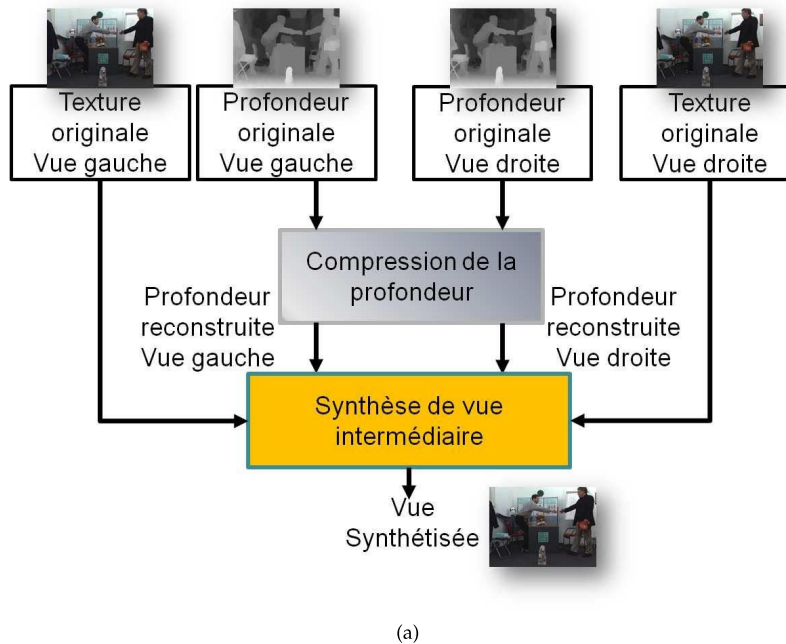 Texture
originale
Vue gauche
Profondeur
originale
Vue gauche
Profondeur
originale
Vue droite
Texture
originale
Vue droite
Compression de la
profondeur
Profondeur
reconstruite
Vue gauche
Profondeur
reconstruite
Vue droite
Synthèse de vue
intermédiaire
Vue
Synthétisée
(a)